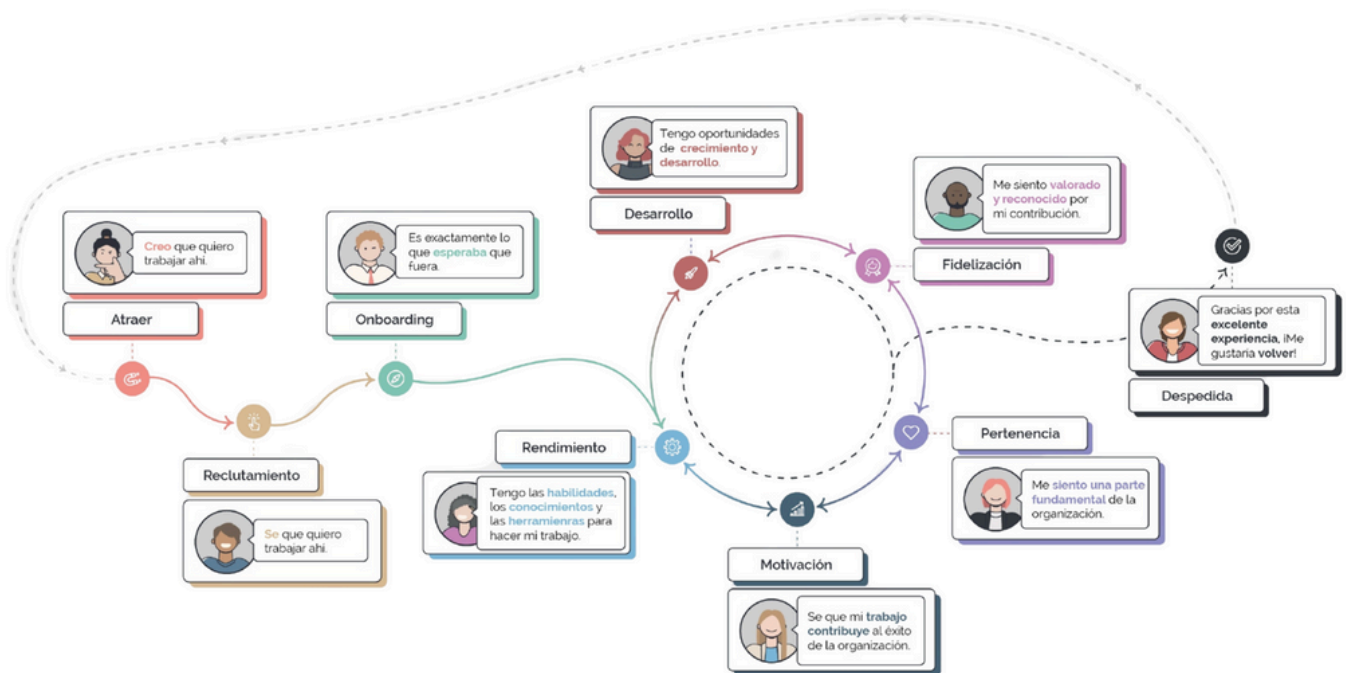 Creo que quiero
trabajar ahi.
Atraer
Se que quiero
trabajar ahi.
Reclutamiento
Es exactamente lo
que esperaba que
fuera.
Onboarding
Rendimiento
Tengo las habilidades,
los conocimientos y
las herramienras para
hacer mi trabajo.
Tengo oportunidades
de crecimiento y
desarrollo.
Desarrollo
Me siento valorado
y reconocido por
mi contribución.
Fidelización
Pertenencia
Me siento una parte
fundamental de la
organización.
Motivación
Se que mi trabajo
contribuye al éxito
de la organización.
Gracias por esta
excelente
experiencia, ¡Me
gustaria volver!
Despedida